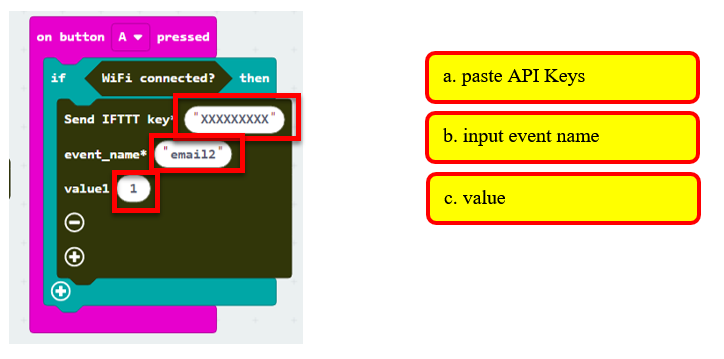 on button A pressed
if WiFi connected? then
Send IFTTT key* "XXXXXXXXX"
event_name* "email2"
value1 1
a. paste API Keys
b. input event name
c. value